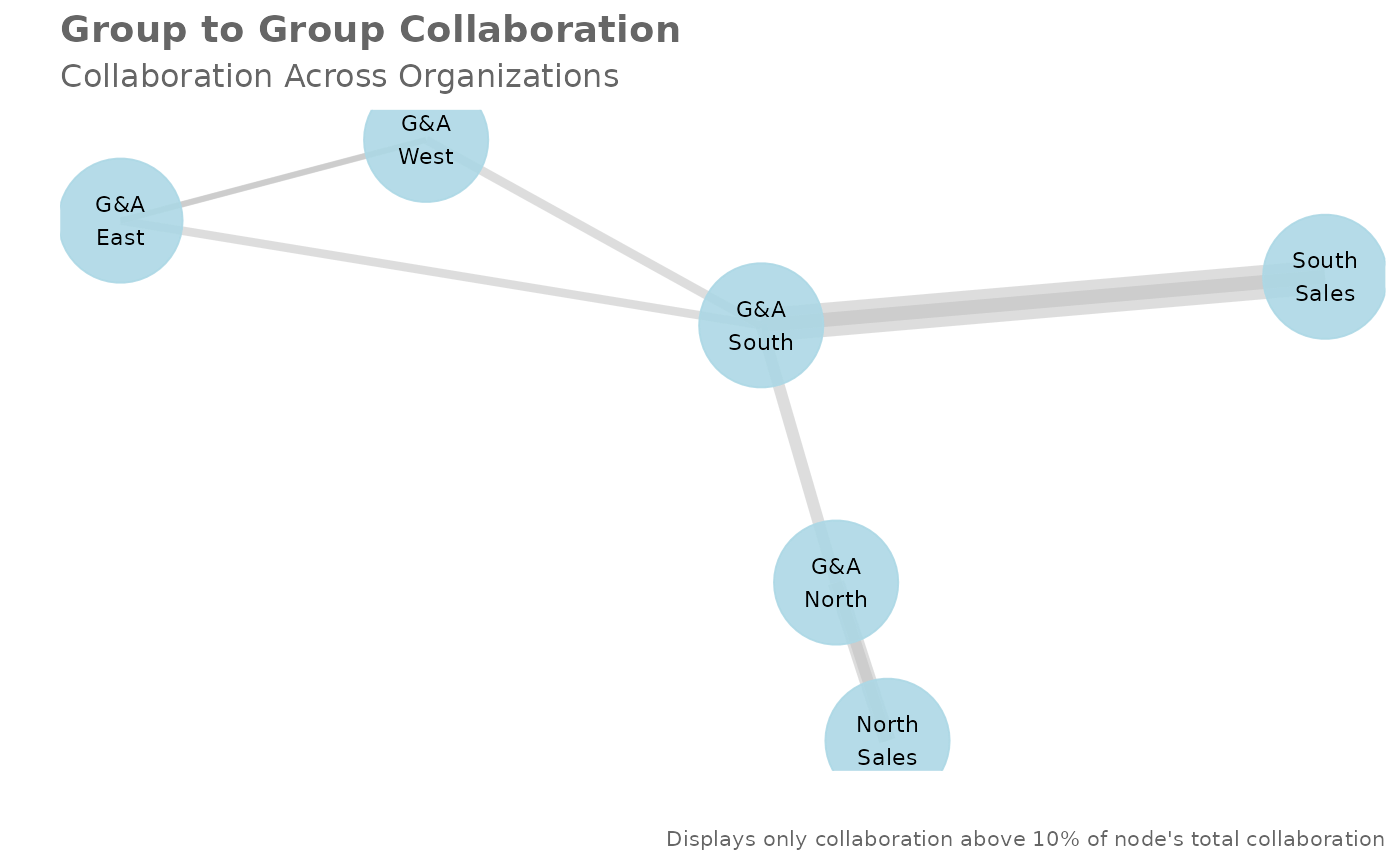 Group to Group Collaboration
Collaboration Across Organizations
G&A
West
G&A
East
South
Sales
G&A
South
G&A
North
North
Sales
Displays only collaboration above 10% of node's total collaboration